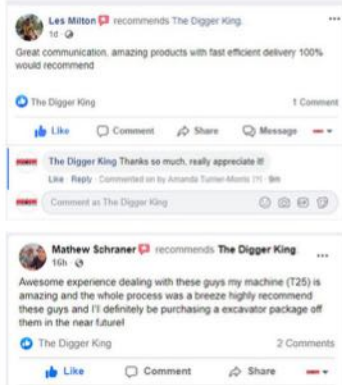 Les Milton recommends The Digger King.
1d
Great communication, amazing products with fast efficient delivery 100%
would recommend
The Digger King
1 Comment
Like Comment Share Message
The Digger King Thanks so much, really appreciate it!
Like · Reply · Commented on by Amanda Turner-Morris · 9m
Comment as The Digger King
Mathew Schraner recommends The Digger King.
16h
Awesome experience dealing with these guys my machine (T25) is
amazing and the whole process was a breeze highly recommend
these guys and I'll definitely be purchasing a excavator package off
them in the near future!
The Digger King
2 Comments
Like Comment Share